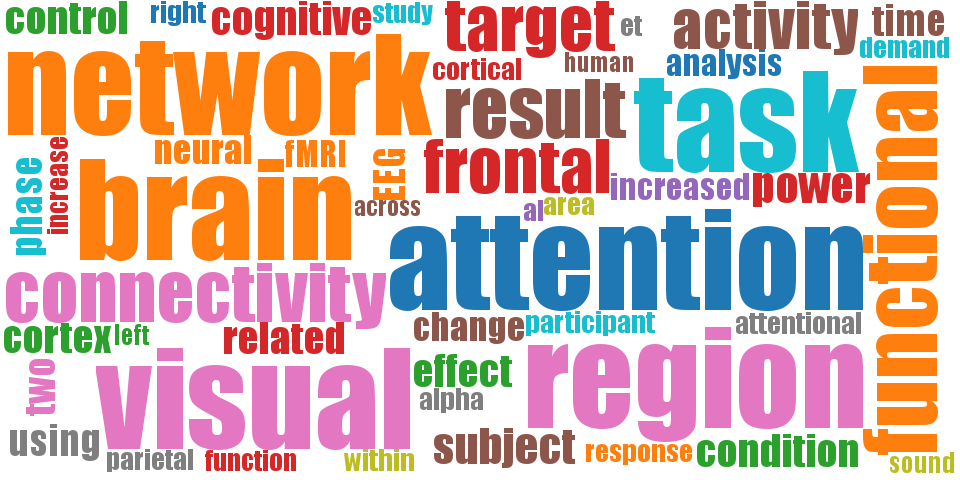 control
right
cognitive
study
target
et
activity
time
demand
network
cortical
human
analysis
result
task
functional
neural
fMRI
EEG
frontal
increased
power
phase
increase
brain
across
al
area
attention
connectivity
cortex
left
related
change
participant
attentional
two
visual
effect
alpha
region
using
parietal
function
within
subject
response
condition
sound